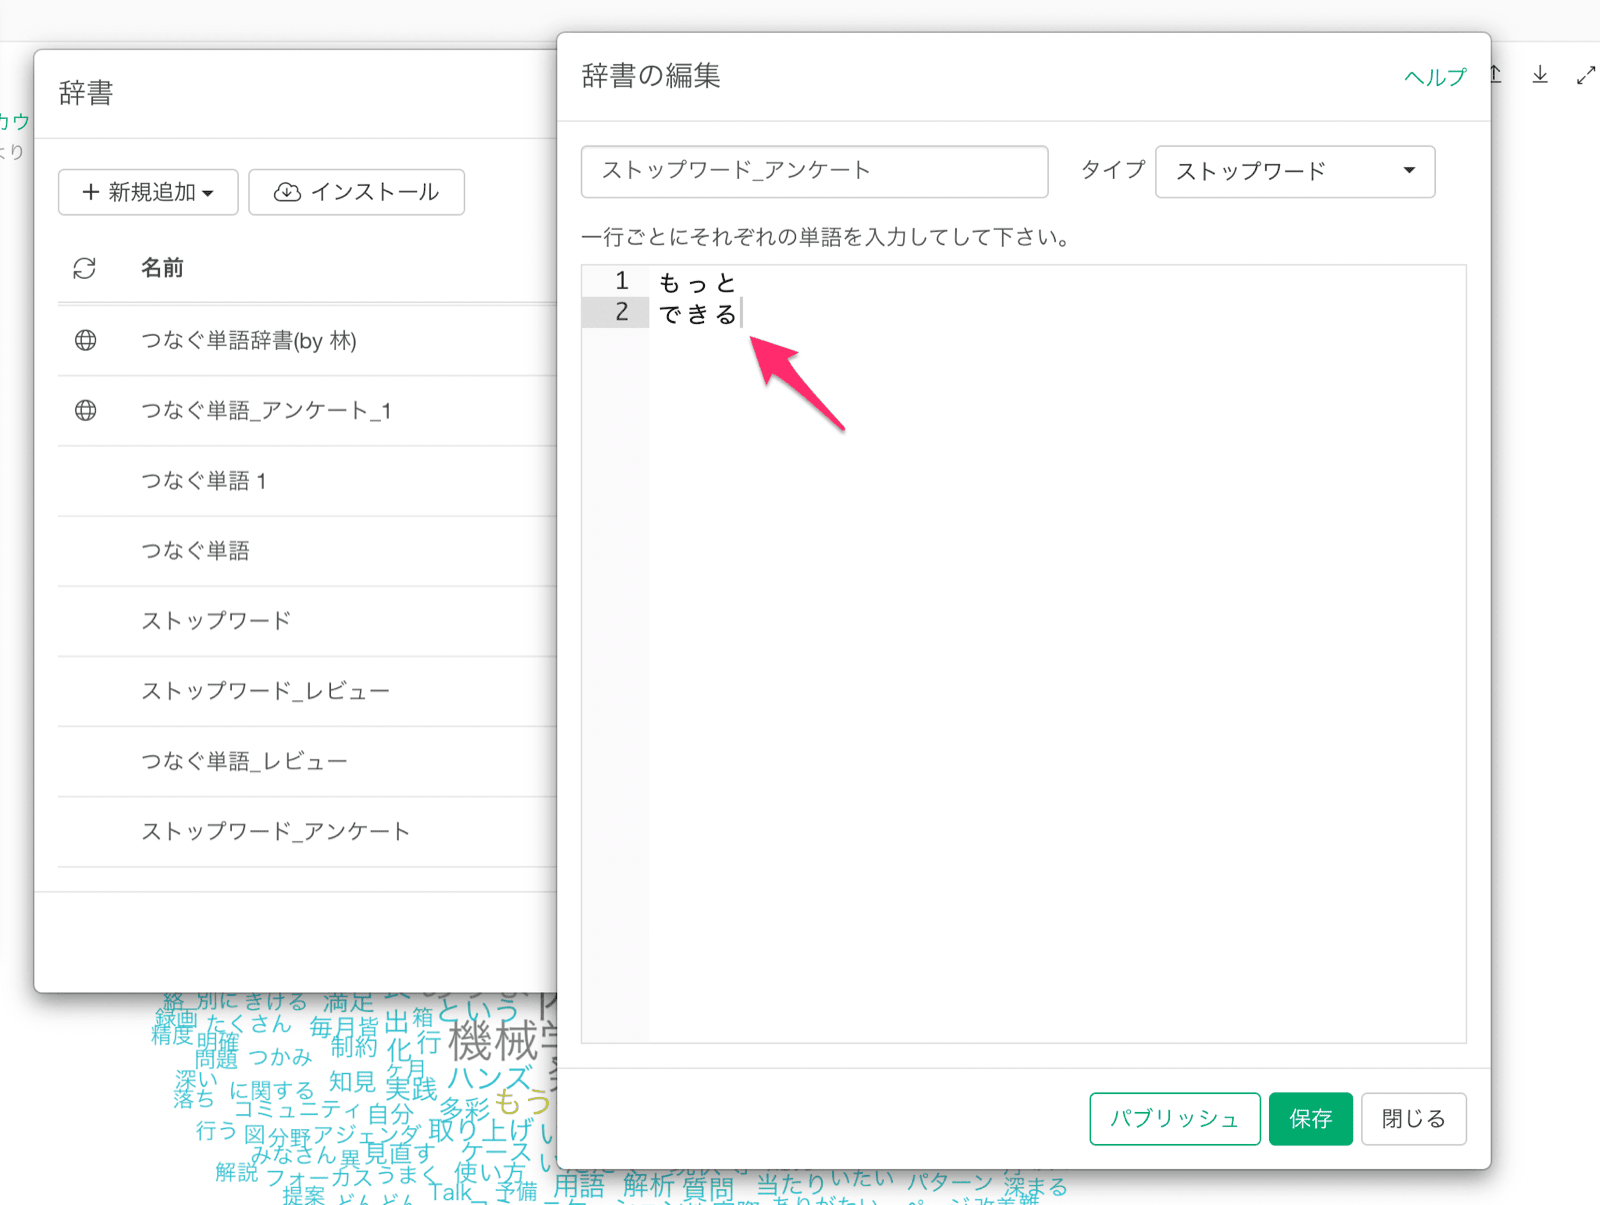 辞書
カウ
より
+ 新規追加
インストール
名前
つなぐ単語辞書(by 林)
つなぐ単語_アンケート_1
つなぐ単語 1
つなぐ単語
ストップワード
ストップワード_レビュー
つなぐ単語_レビュー
ストップワード_アンケート
辞書の編集
ヘルプ
ストップワード_アンケート
タイプ
ストップワード
一行ごとにそれぞれの単語を入力してして下さい。
1 もっと
2 できる
パブリッシュ
保存
閉じる
別に きける 満足
という
録画 たくさん 毎月 皆 出 箱
精度 明確 制約 化 行 機械学
問題 つかみ
ヶ月
深い に関する 知見 実践 ハンズ
落ち コミュニティ 自分 多彩 もう
行う 図 分野 アジェンダ 取り上げ
みなさん 異 見直す ケース
解説 フォーカス うまく 使い方
提案 どんどん Talk 予備 用語 解析 質問 当たり いたい パターン 深まる
ありがたい
改善